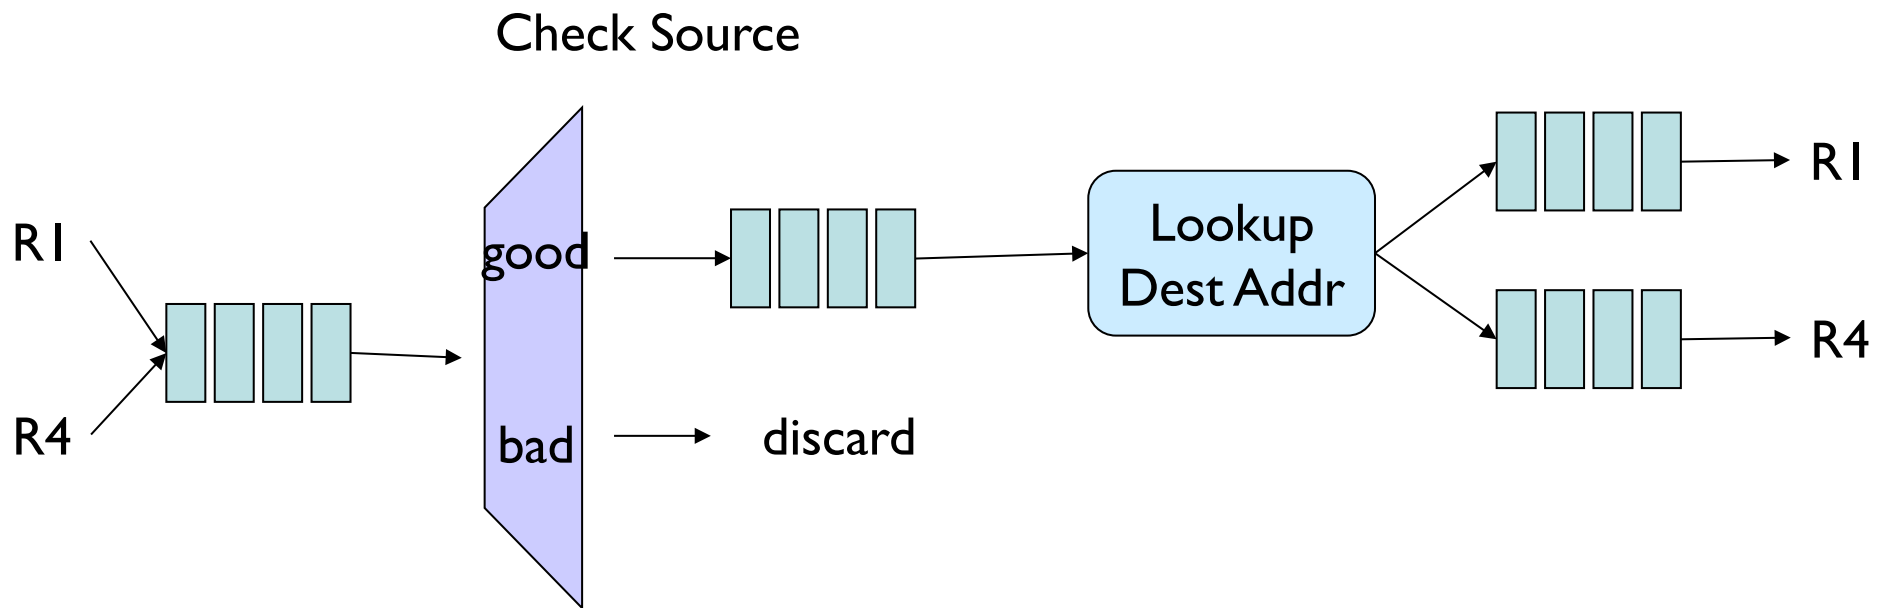 Check Source
R1
R4
good
bad
discard
Lookup
Dest Addr
R1
R4